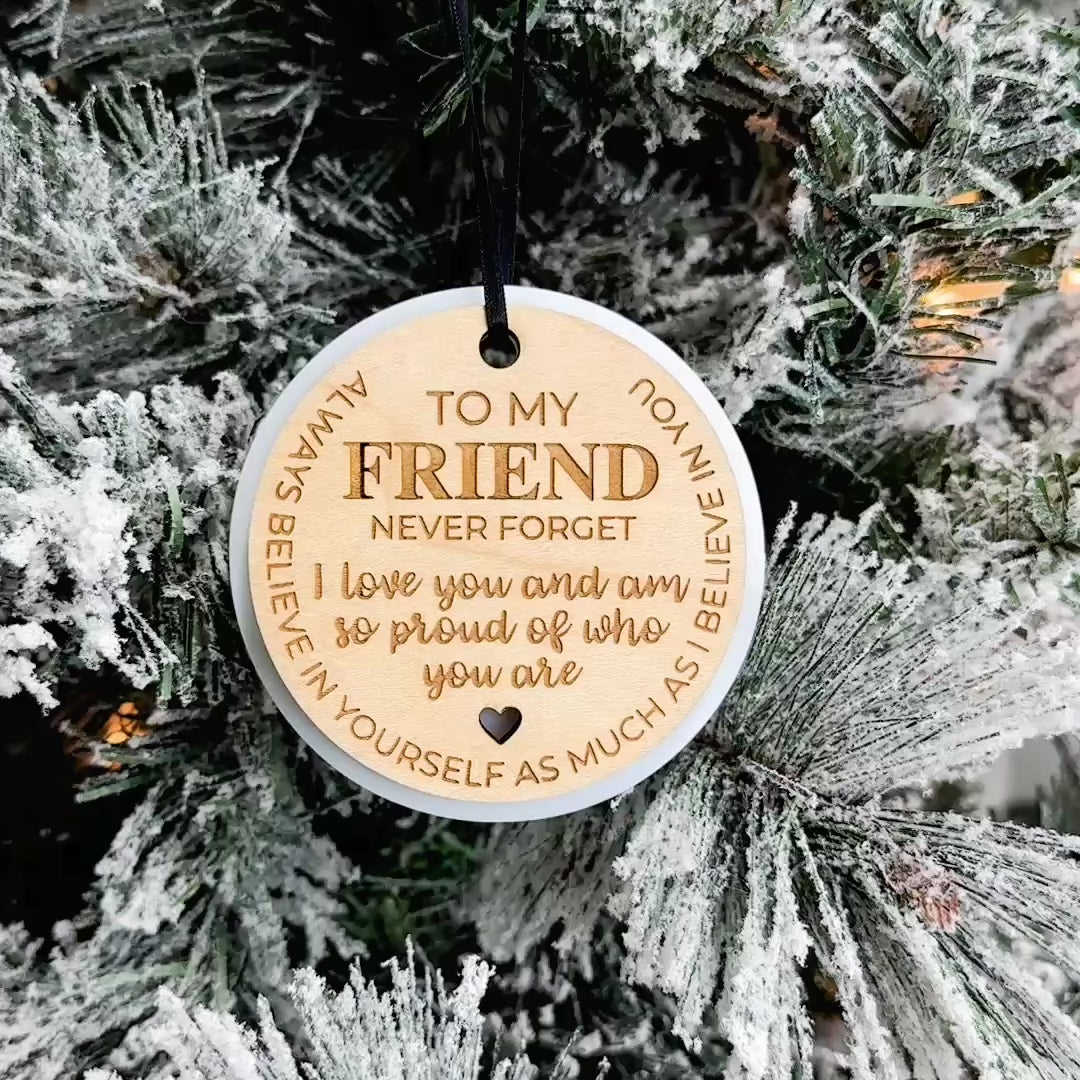 TO MY
FRIEND
NEVER FORGET
I love you and am
so proud of who
you are
ALWAYS BELIEVE IN YOURSELF AS MUCH AS I BELIEVE IN YOU